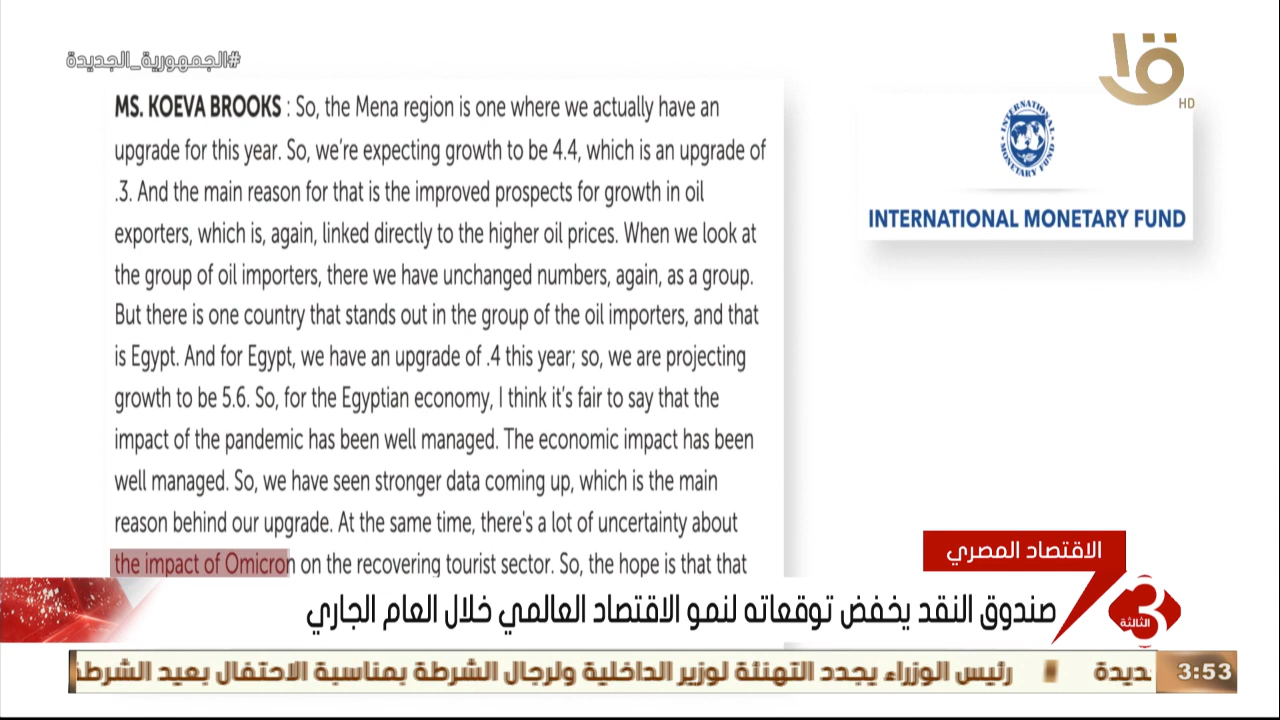 #الجمهورية_الجديدة
HD
MS. KOEVA BROOKS : So, the Mena region is one where we actually have an
upgrade for this year. So, we're expecting growth to be 4.4, which is an upgrade of
.3. And the main reason for that is the improved prospects for growth in oil
exporters, which is, again, linked directly to the higher oil prices. When we look at
the group of oil importers, there we have unchanged numbers, again, as a group.
But there is one country that stands out in the group of the oil importers, and that
is Egypt. And for Egypt, we have an upgrade of .4 this year; so, we are projecting
growth to be 5.6. So, for the Egyptian economy, I think it's fair to say that the
impact of the pandemic has been well managed. The economic impact has been
well managed. So, we have seen stronger data coming up, which is the main
reason behind our upgrade. At the same time, there's a lot of uncertainty about
the impact of Omicron on the recovering tourist sector. So, the hope is that that
INTERNATIONAL MONETARY FUND
INTERNATIONAL MONETARY FUND
الاقتصاد المصري
صندوق النقد يخفض توقعاته لنمو الاقتصاد العالمي خلال العام الجاري
3 الثالثة
رئيس الوزراء يجدد التهنئة لوزير الداخلية ولرجال الشرطة بمناسبة الاحتفال بعيد
3:53